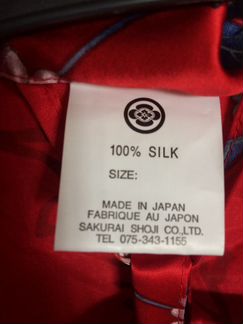 100% SILK
SIZE:
MADE IN JAPAN
FABRIQUE AU JAPON
SAKURAI SHOJI CO.,LTD.
TEL 075-343-1155